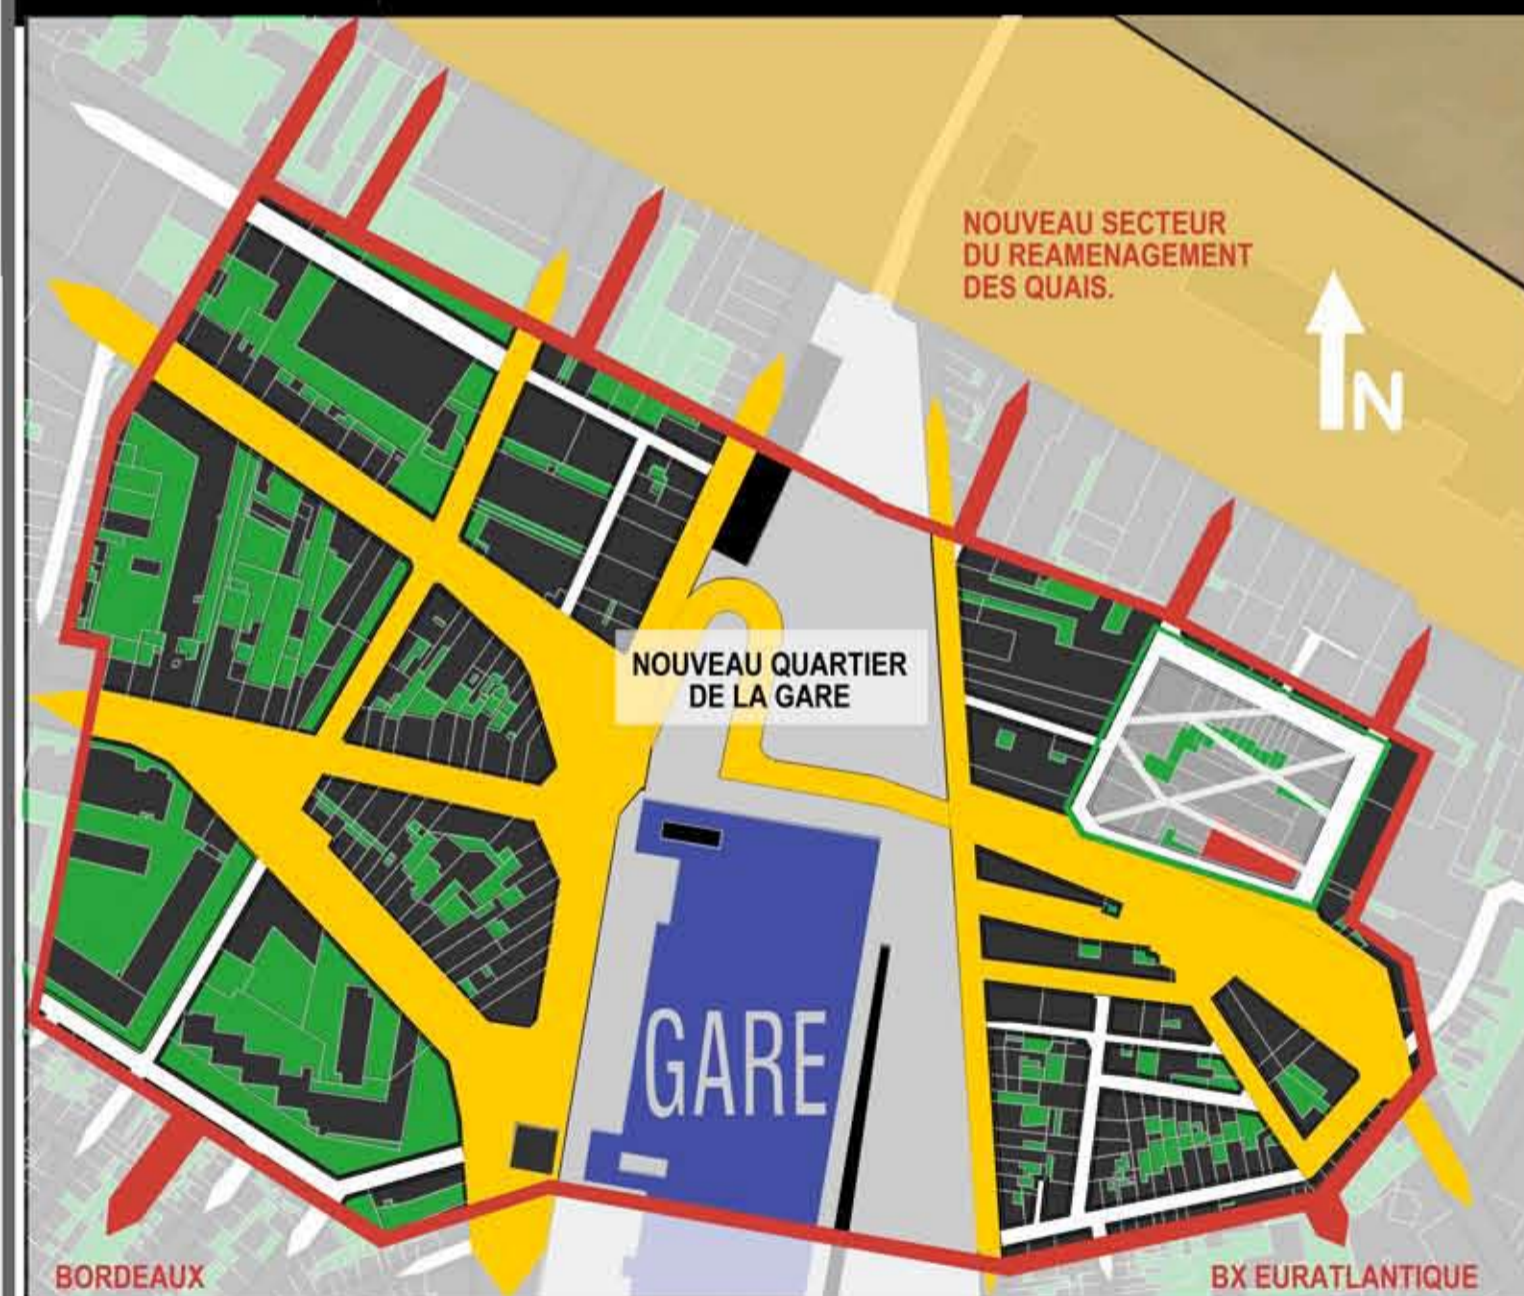 NOUVEAU SECTEUR
DU REAMENAGEMENT
DES QUAIS.
N
NOUVEAU QUARTIER
DE LA GARE
GARE
BORDEAUX
BX EURATLANTIQUE